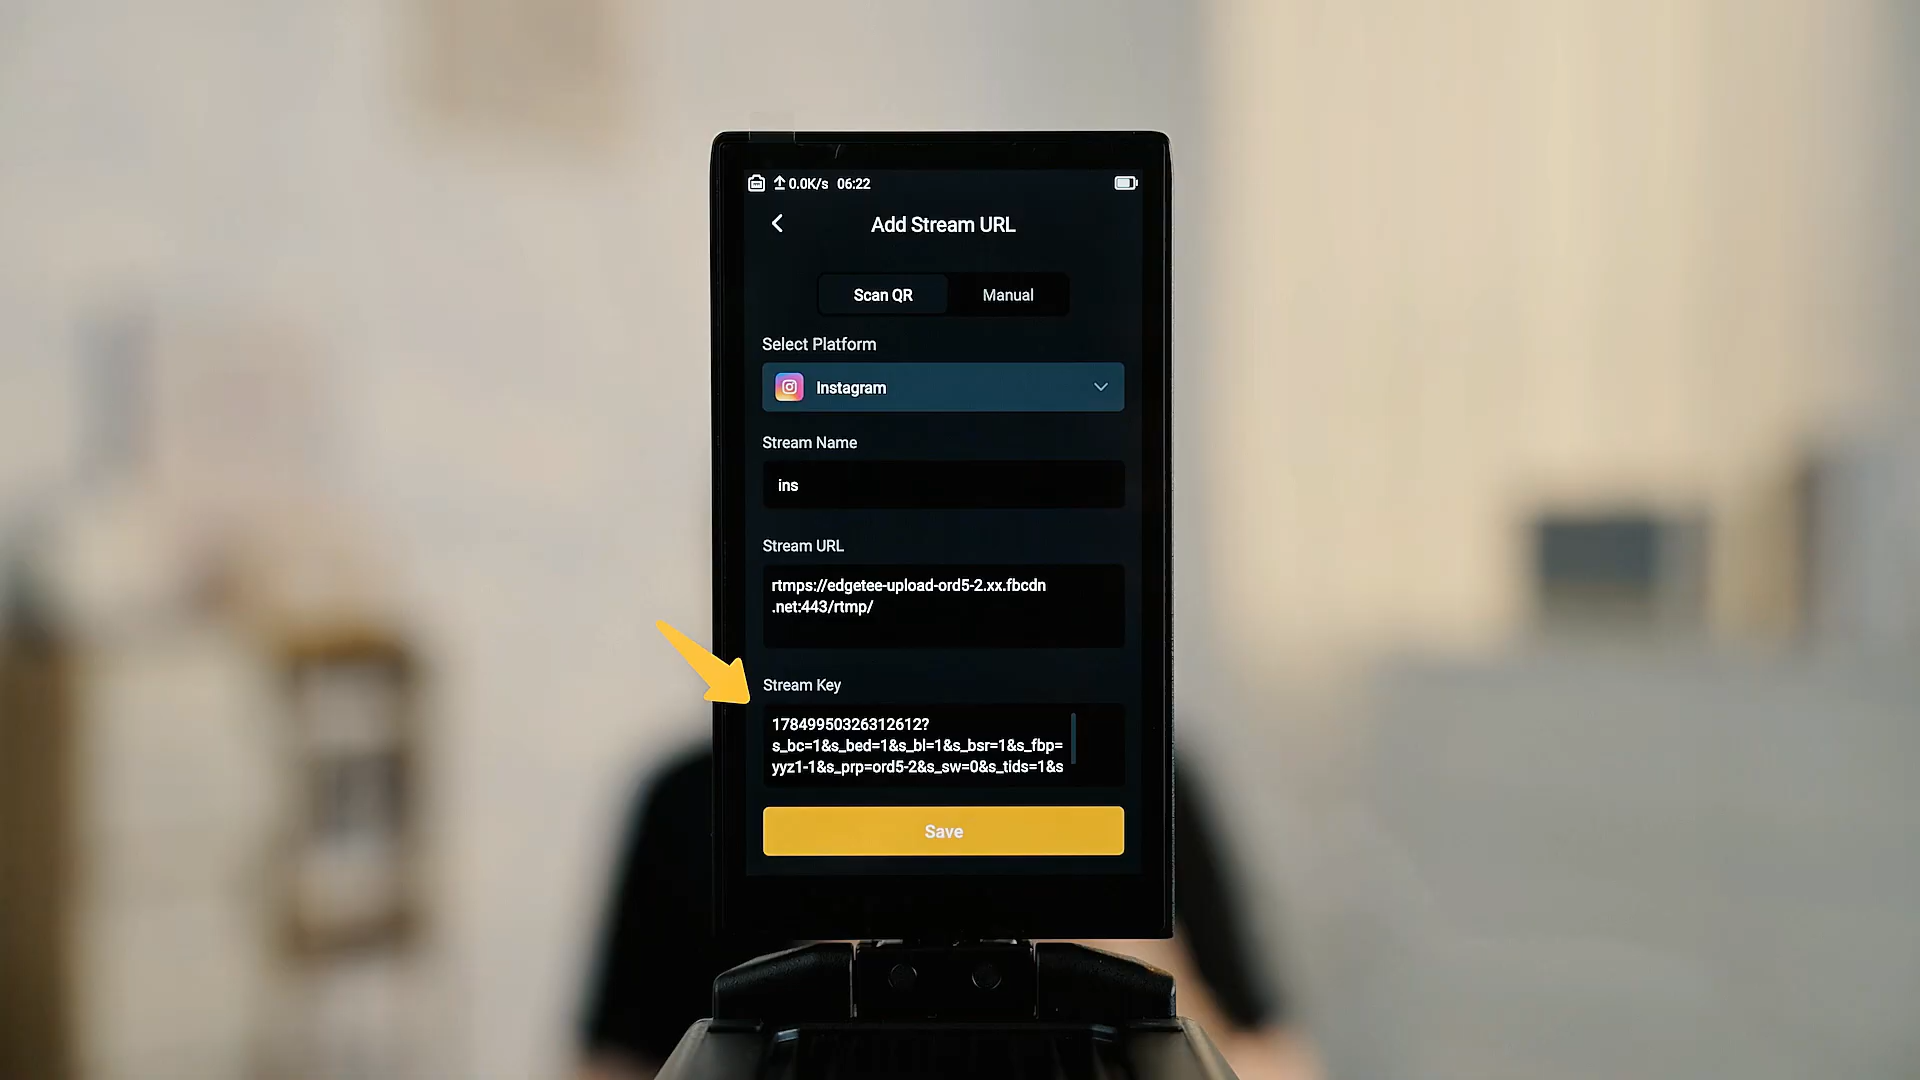 0.0K/s 06:22
Add Stream URL
Scan QR Manual
Select Platform
Instagram
Stream Name
ins
Stream URL
rtmps://edgetee-upload-ord5-2.xx.fbcdn
.net:443/rtmp/
Stream Key
17849950326312612?
s_bc=1&s_bed=1&s_bl=1&s_bsr=1&s_fbp=
yyz1-1&s_prp=ord5-2&s_sw=0&s_tids=1&s
Save